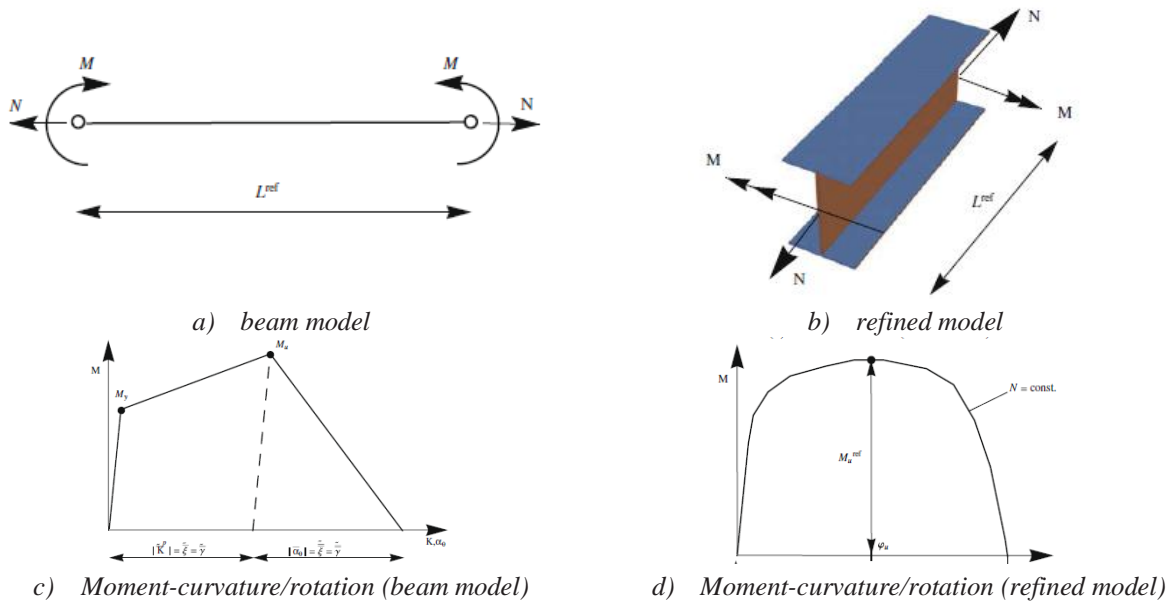 M
M
N
N
L^ref
a) beam model
N
M
M
L^ref
N
b) refined model
M
M_u
M_y
K,α_0
c) Moment-curvature/rotation (beam model)
M
N = const.
M_u^ref
φ_u
d) Moment-curvature/rotation (refined model)